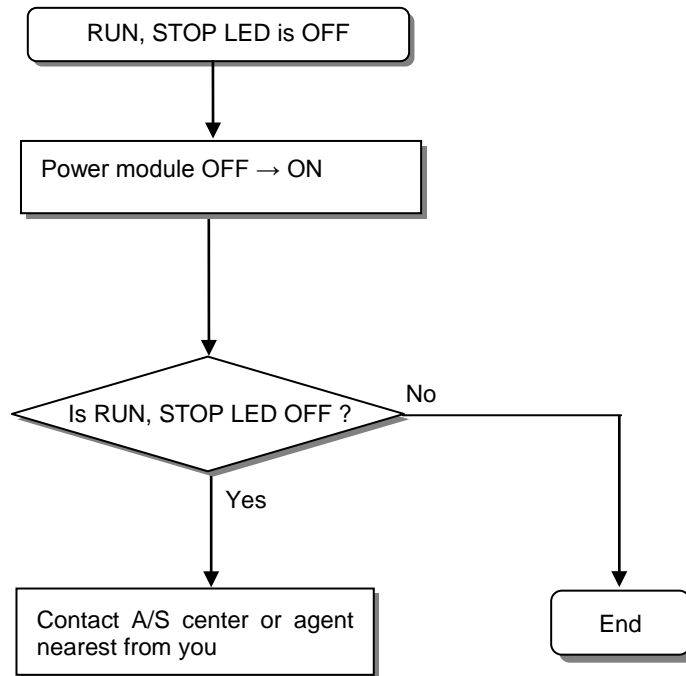 RUN, STOP LED is OFF
Power module OFF → ON
Is RUN, STOP LED OFF ?
No
Yes
Contact A/S center or agent
nearest from you
End